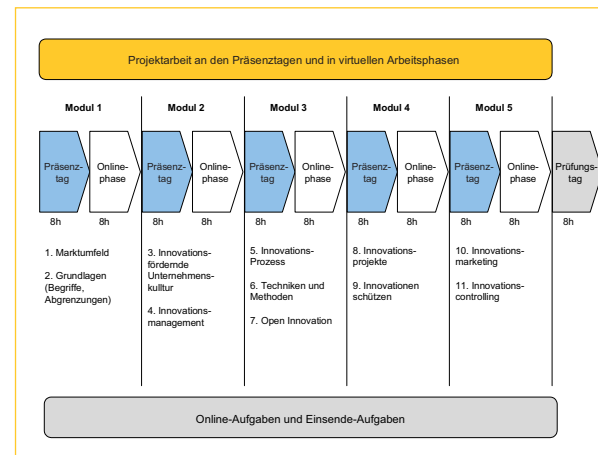 Projektarbeit an den Präsenztagen und in virtuellen Arbeitsphasen
Modul 1
Modul 2
Modul 3
Modul 4
Modul 5
Präsenz-
tag
Online-
phase
Präsenz-
tag
Online-
phase
Präsenz-
tag
Online-
phase
Präsenz-
tag
Online-
phase
Präsenz-
tag
Online-
phase
Prüfungs-
tag
8h
8h
8h
8h
8h
8h
8h
8h
8h
8h
8h
1. Marktumfeld
2. Grundlagen
(Begriffe,
Abgrenzungen)
3. Innovations-
fördernde
Unternehmens-
kulltur
4. Innovations-
management
5. Innovations-
Prozess
6. Techniken und
Methoden
7. Open Innovation
8. Innovations-
projekte
9. Innovationen
schützen
10. Innovations-
marketing
11. Innovations-
controlling
Online-Aufgaben und Einsende-Aufgaben